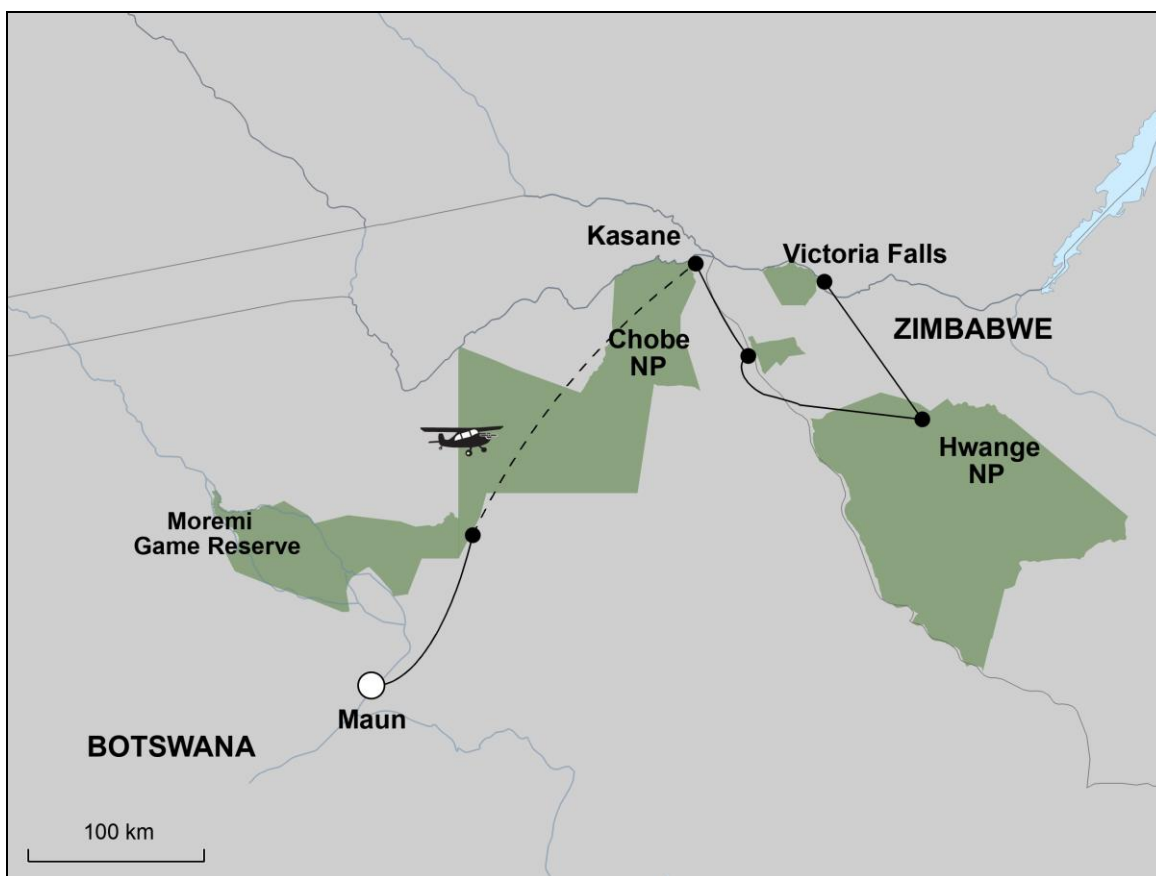 Kasane
Victoria Falls
ZIMBABWE
Chobe
NP
Hwange
NP
Moremi
Game Reserve
Maun
BOTSWANA
100 km